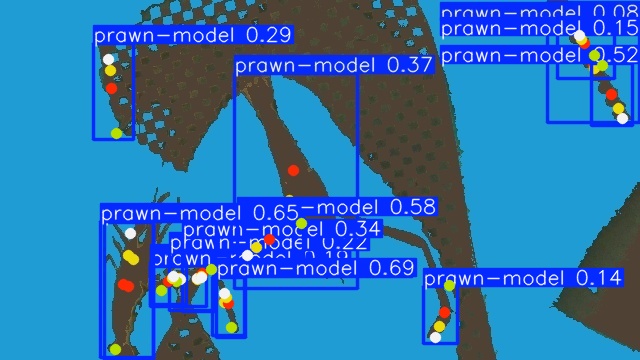 prawn-model 0.08
prawn-model 0.15
prawn-model 0.29
prawn-model 0.52
prawn-model 0.37
prawn-model 0.65
prawn-model 0.58
prawn-model 0.34
prawn-model 0.22
prawn-model 0.69
prawn-model 0.14